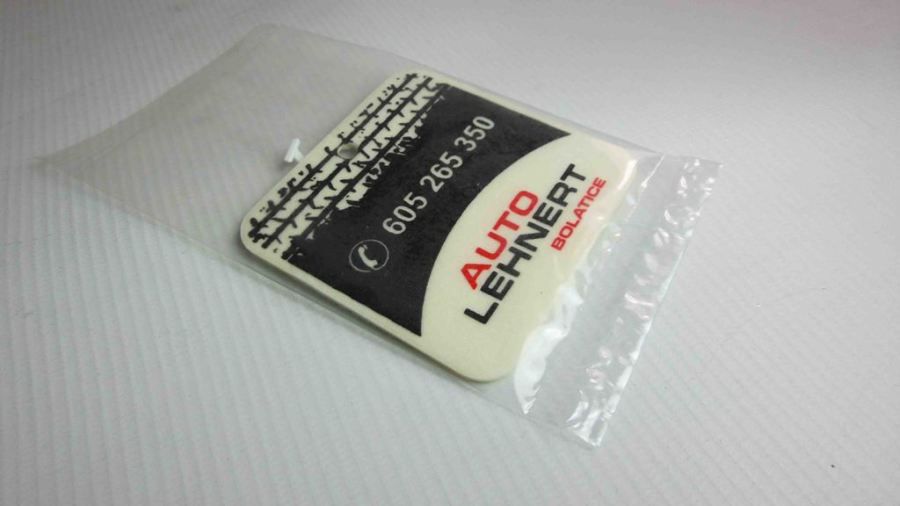 605 265 350
AUTO
LEHNERT
BOLATICE